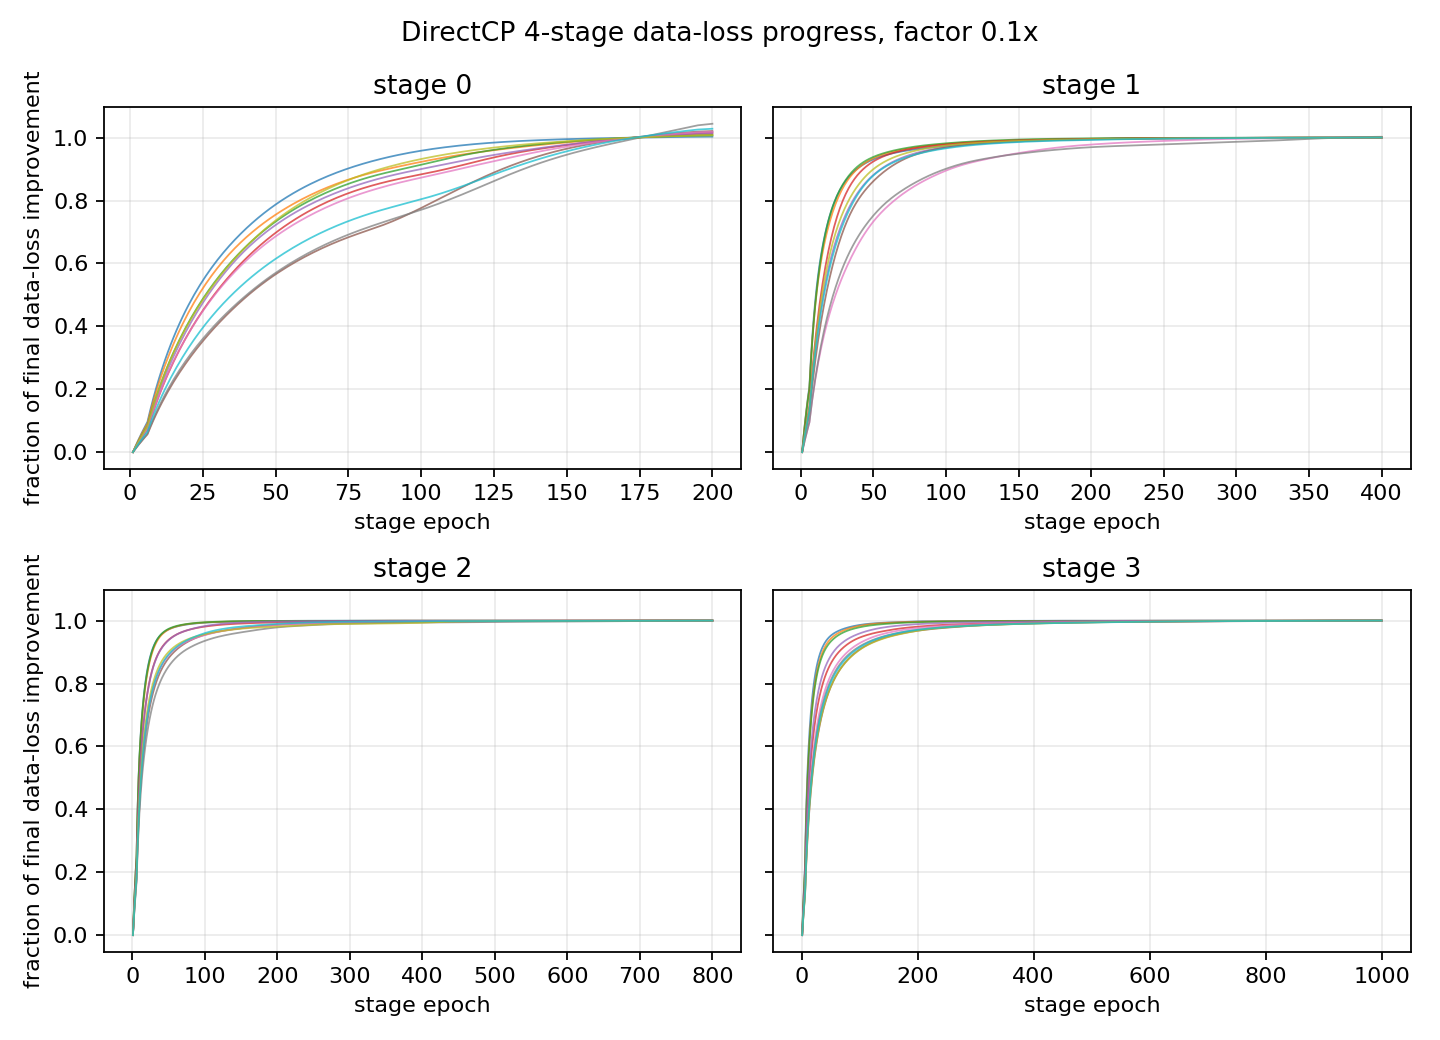 DirectCP 4-stage data-loss progress, factor 0.1x
stage 0
fraction of final data-loss improvement
1.0
0.8
0.6
0.4
0.2
0.0
0 25 50 75 100 125 150 175 200
stage epoch
stage 1
0 50 100 150 200 250 300 350 400
stage epoch
stage 2
fraction of final data-loss improvement
1.0
0.8
0.6
0.4
0.2
0.0
0 100 200 300 400 500 600 700 800
stage epoch
stage 3
0 200 400 600 800 1000
stage epoch